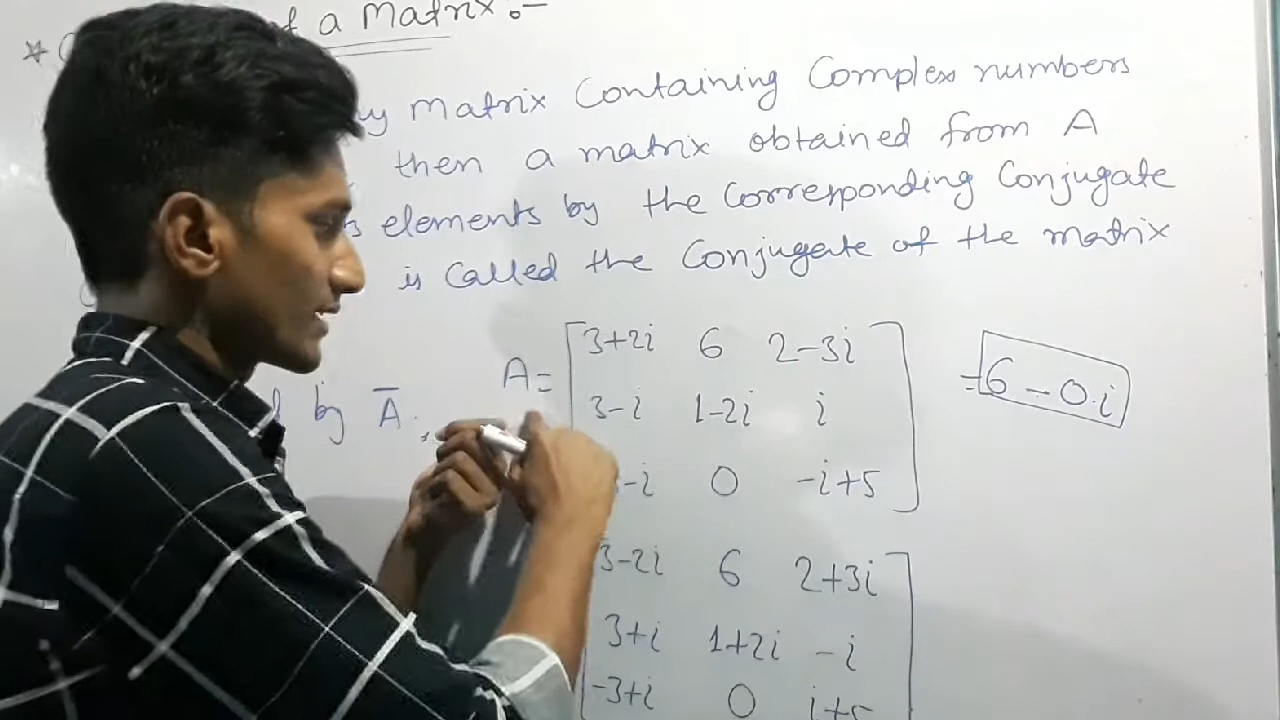 of a Matrix :-
Matrix Containing Complex numbers
then a matrix obtained from A
elements by the Corresponding Conjugate
is Called the Conjugate of the matrix
by Ā.
A= 3+2i 6 2-3i
3-i 1-2i i
-i 0 -i+5
6-0.i
3-2i 6 2+3i
3+i 1+2i -i
-3+i 0 i+5